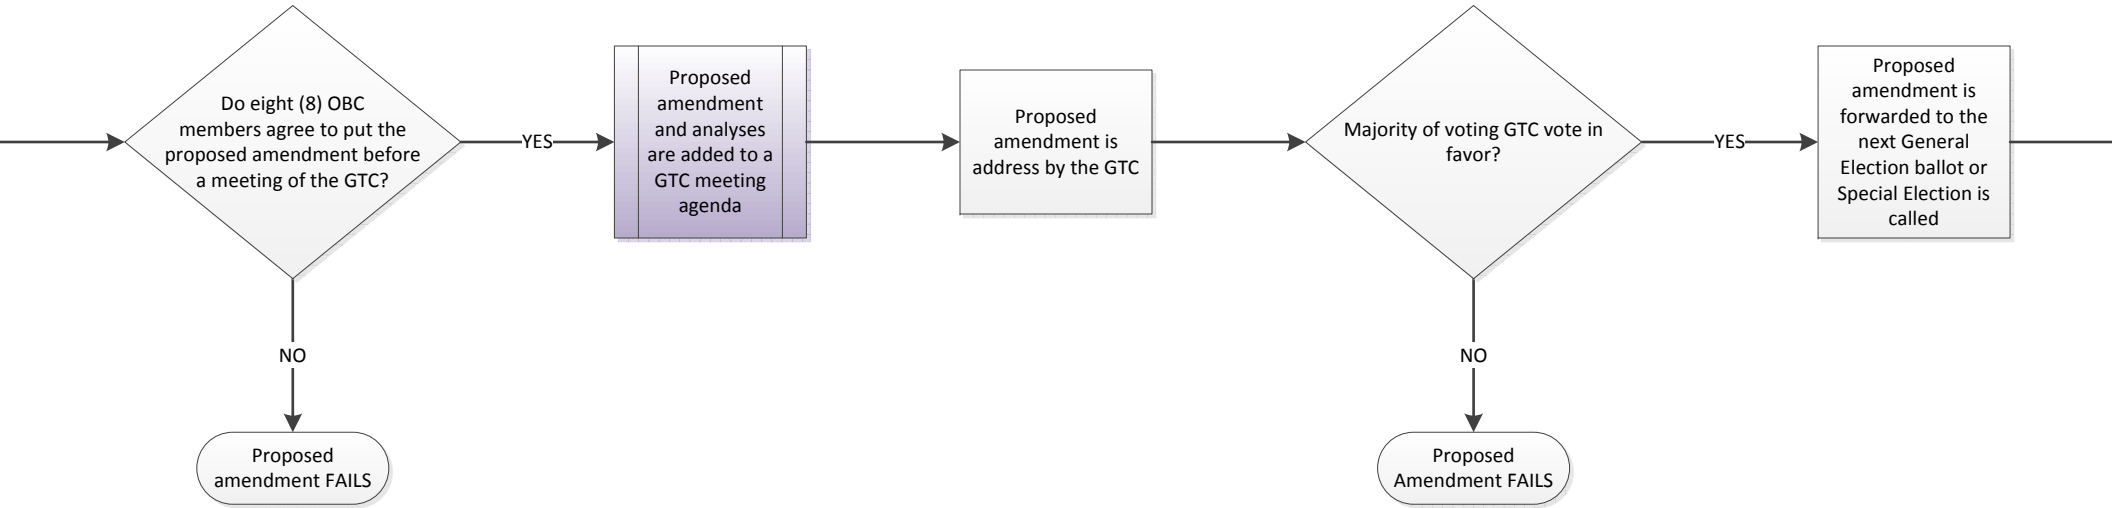 Do eight (8) OBC
members agree to put the
proposed amendment before
a meeting of the GTC?
YES
NO
Proposed
amendment FAILS
Proposed
amendment
and analyses
are added to a
GTC meeting
agenda
Proposed
amendment is
address by the GTC
Majority of voting GTC vote in
favor?
YES
NO
Proposed
Amendment FAILS
Proposed
amendment is
forwarded to the
next General
Election ballot or
Special Election is
called